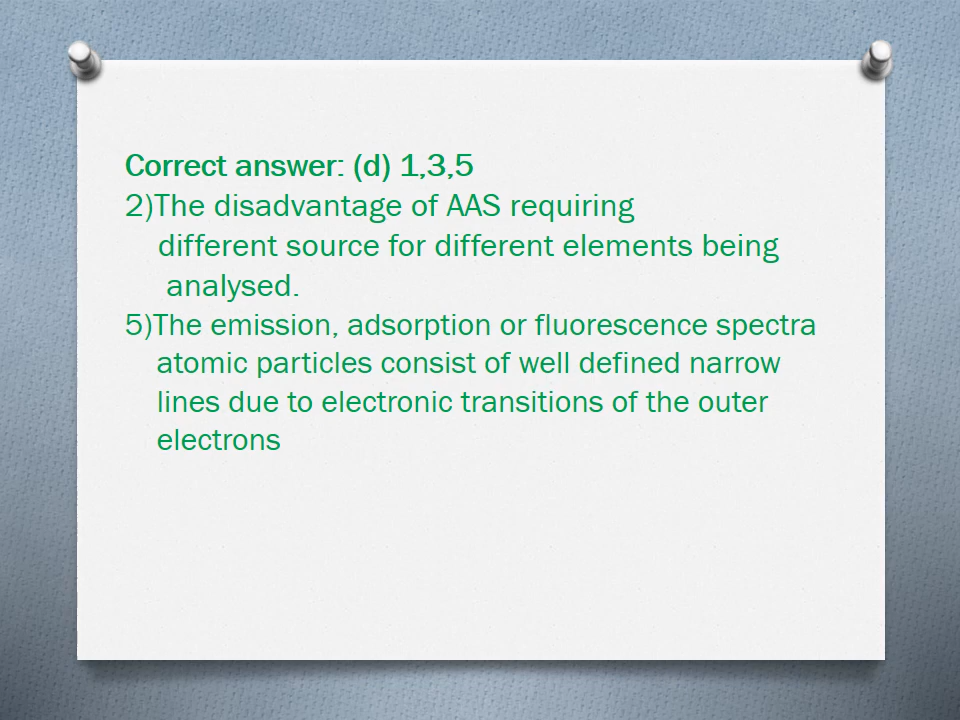 Correct answer: (d) 1,3,5
2)The disadvantage of AAS requiring
different source for different elements being
analysed.
5)The emission, adsorption or fluorescence spectra
atomic particles consist of well defined narrow
lines due to electronic transitions of the outer
electrons